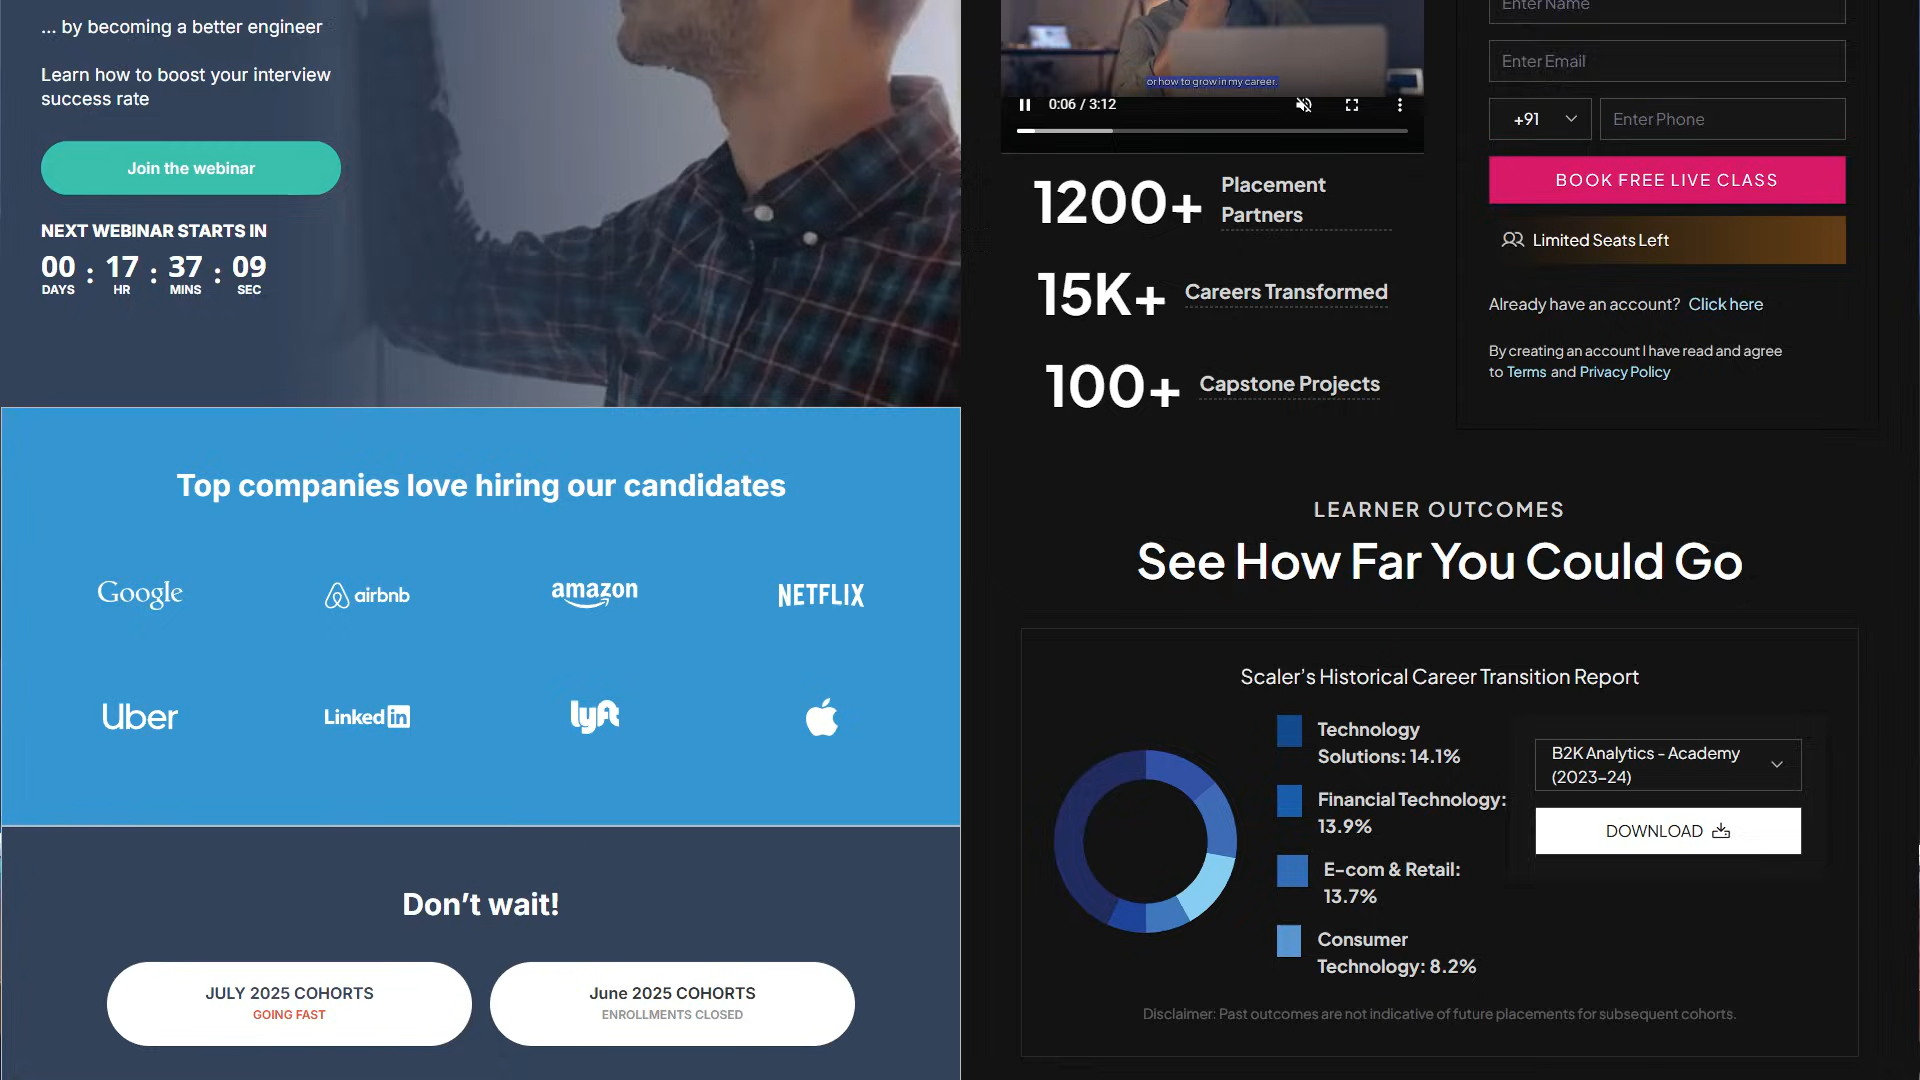 ... by becoming a better engineer
Learn how to boost your interview
success rate
Join the webinar
NEXT WEBINAR STARTS IN
00 : 17 : 37 : 09
DAYS HR MINS SEC
Top companies love hiring our candidates
Google airbnb amazon NETFLIX
Uber Linked in lyft
Don't wait!
JULY 2025 COHORTS
GOING FAST
June 2025 COHORTS
ENROLLMENTS CLOSED
or how to grow in my career.
0:06 / 3:12
1200+ Placement
Partners
15K+ Careers Transformed
100+ Capstone Projects
Enter Name
Enter Email
+91 Enter Phone
BOOK FREE LIVE CLASS
Limited Seats Left
Already have an account? Click here
By creating an account I have read and agree
to Terms and Privacy Policy
LEARNER OUTCOMES
See How Far You Could Go
Scaler's Historical Career Transition Report
Technology
Solutions: 14.1%
Financial Technology:
13.9%
E-com & Retail:
13.7%
Consumer
Technology: 8.2%
B2K Analytics - Academy
(2023-24)
DOWNLOAD
Disclaimer: Past outcomes are not indicative of future placements for subsequent cohorts.